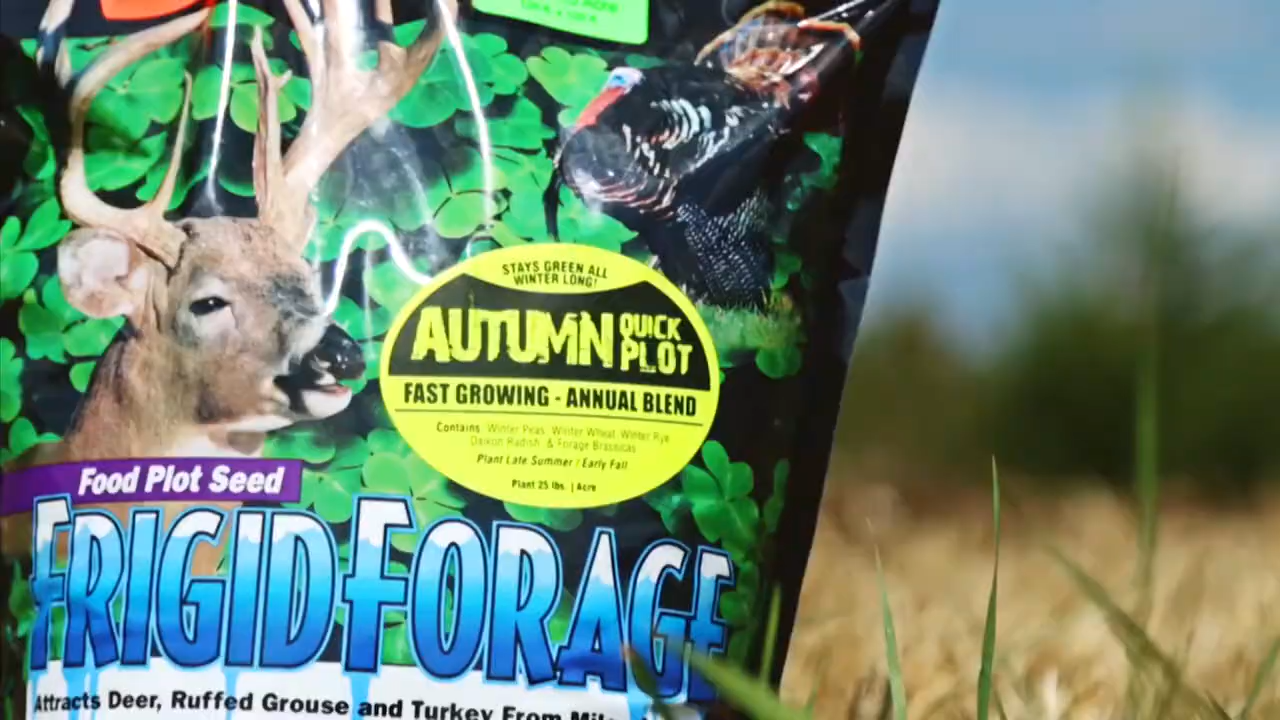 STAYS GREEN ALL
WINTER LONG!
AUTUMN QUICK PLOT
FAST GROWING - ANNUAL BLEND
Contains: Winter Peas, Winter Wheat, Winter Rye
Daikon Radish, & Forage Brassicas
Plant Late Summer / Early Fall
Plant 25 lbs. | Acre
Food Plot Seed
FRIGID FORAGE
Attracts Deer, Ruffed Grouse and Turkey From